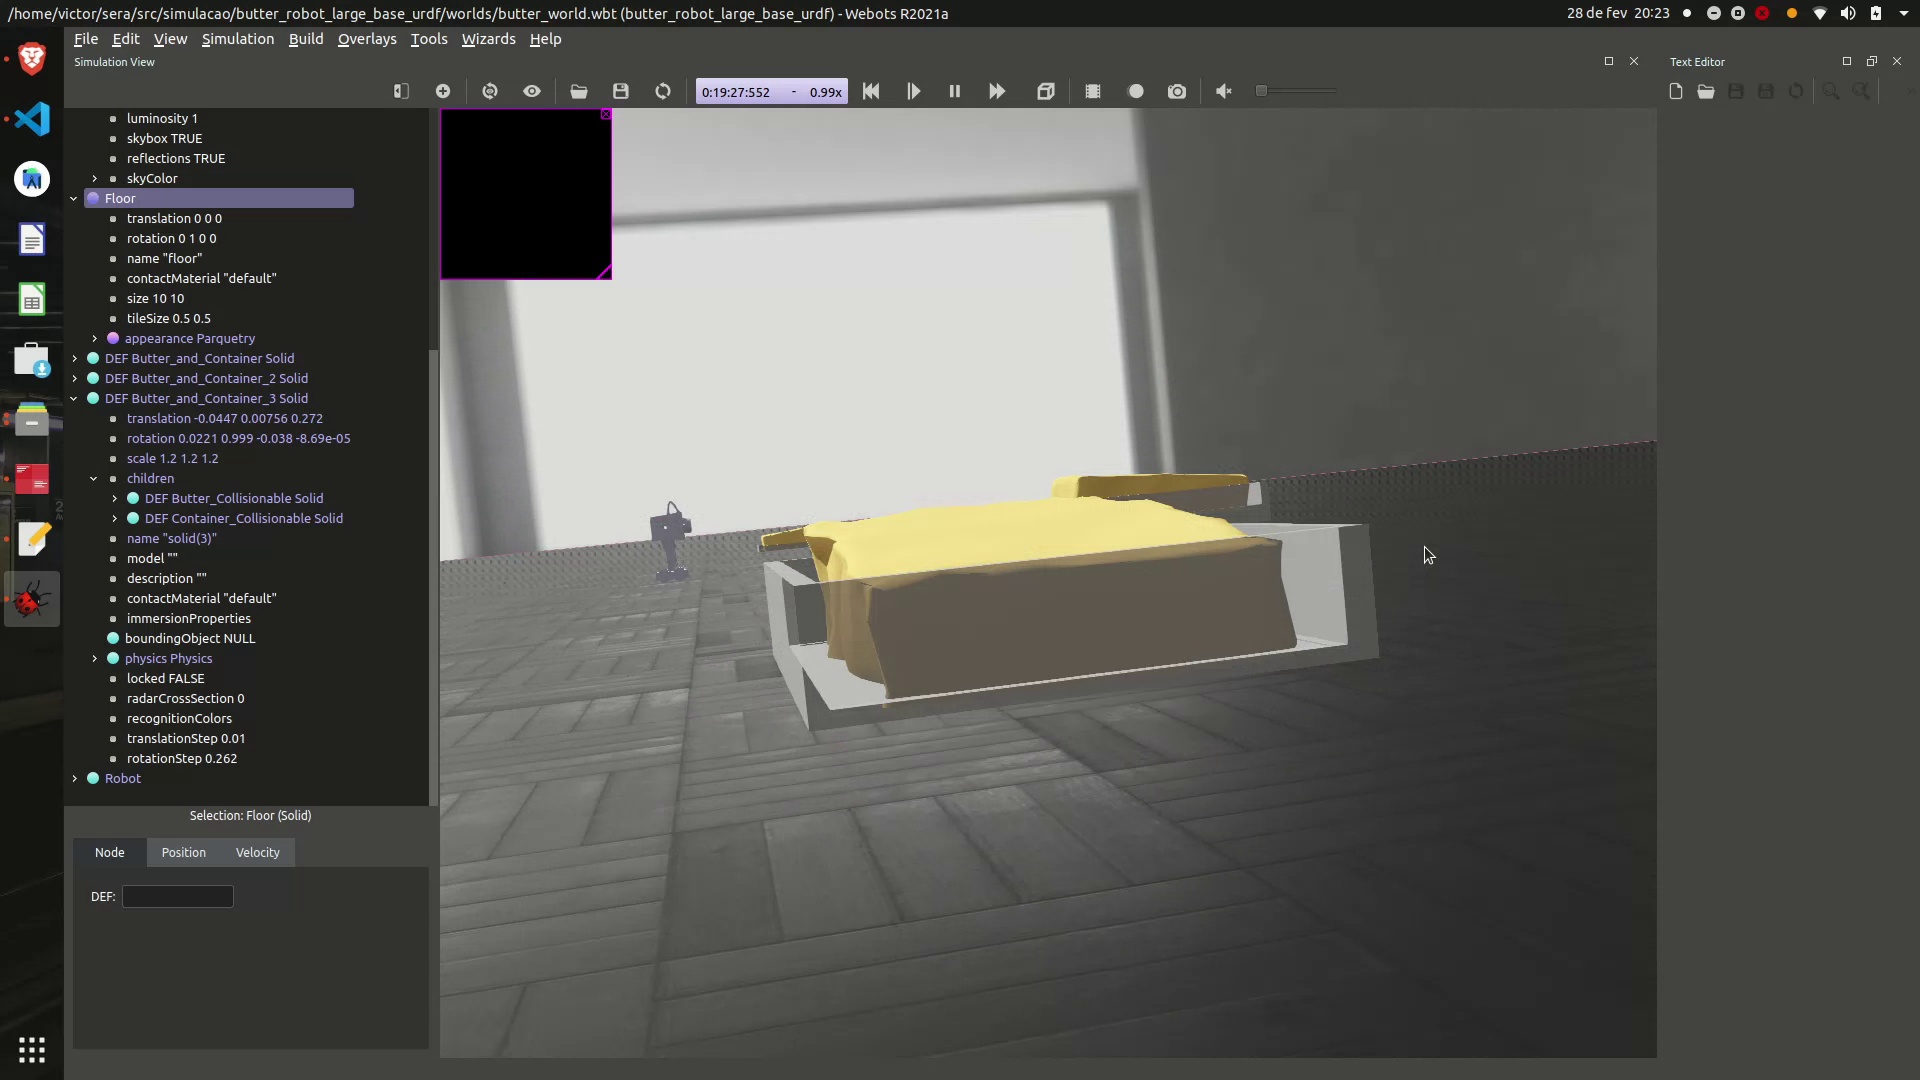 /home/victor/sera/src/simulacao/butter_robot_large_base_urdf/worlds/butter_world.wbt (butter_robot_large_base_urdf) - Webots R2021a
28 de fev 20:23
File Edit View Simulation Build Overlays Tools Wizards Help
Simulation View
Text Editor
0:19:27:552 - 0.99x
luminosity 1
skybox TRUE
reflections TRUE
skyColor
Floor
translation 0 0 0
rotation 0 1 0 0
name "floor"
contactMaterial "default"
size 10 10
tileSize 0.5 0.5
appearance Parquetry
DEF Butter_and_Container Solid
DEF Butter_and_Container_2 Solid
DEF Butter_and_Container_3 Solid
translation -0.0447 0.00756 0.272
rotation 0.0221 0.999 -0.038 -8.69e-05
scale 1.2 1.2 1.2
children
DEF Butter_Collisionable Solid
DEF Container_Collisionable Solid
name "solid(3)"
model ""
description ""
contactMaterial "default"
immersionProperties
boundingObject NULL
physics Physics
locked FALSE
radarCrossSection 0
recognitionColors
translationStep 0.01
rotationStep 0.262
Robot
Selection: Floor (Solid)
Node Position Velocity
DEF: